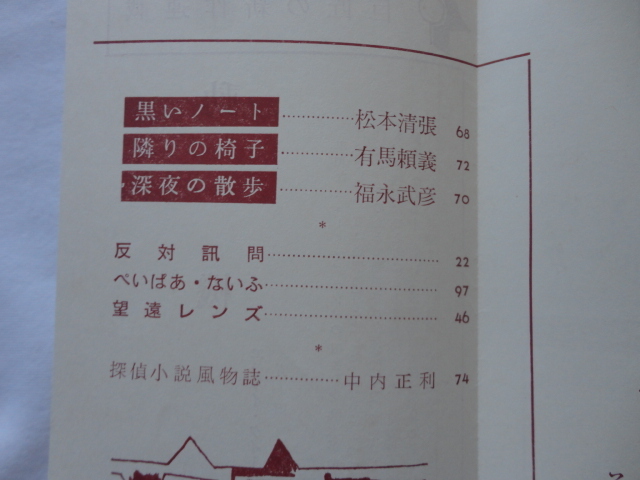 黒いノート…………松本清張 68
隣りの椅子…………有馬頼義 72
深夜の散歩…………福永武彦 70
*
反対訊問……………………………22
ぺいぱあ・ないふ……………………………97
望遠レンズ……………………………46
*
探偵小説風物誌……………中内正利 74